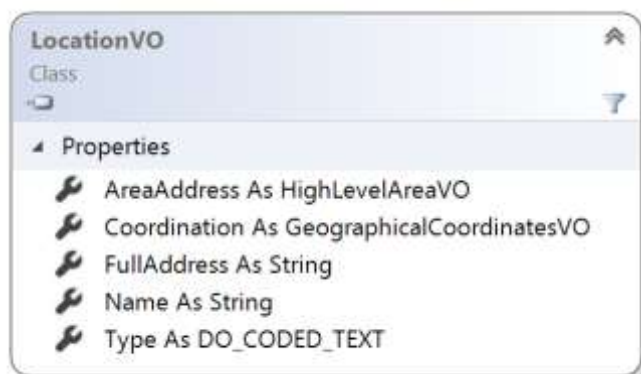 LocationVO
Class
Properties
AreaAddress As HighLevelAreaVO
Coordination As GeographicalCoordinatesVO
FullAddress As String
Name As String
Type As DO_CODED_TEXT